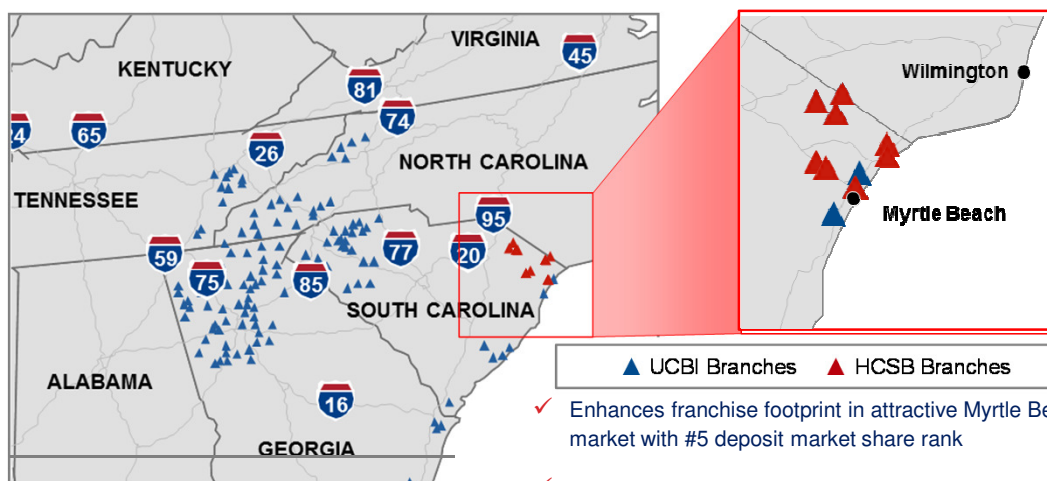 VIRGINIA
45
KENTUCKY
81
74
65
26
NORTH CAROLINA
TENNESSEE
95
59
77
20
75
85
SOUTH CAROLINA
ALABAMA
16
GEORGIA
Wilmington
Myrtle Beach
UCBI Branches HCSB Branches
✓ Enhances franchise footprint in attractive Myrtle Be
market with #5 deposit market share rank